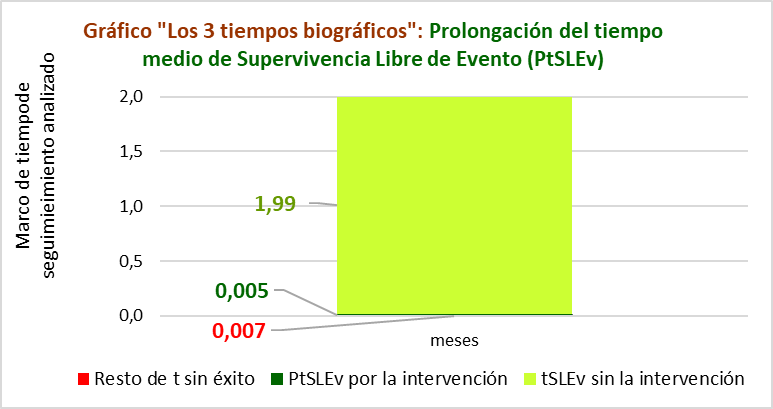 Gráfico "Los 3 tiempos biográficos": Prolongación del tiempo
medio de Supervivencia Libre de Evento (PtSLEv)
Marco de tiempode
seguimieimiento analizado
2,0
1,5
1,0
0,5
0,0
1,99
0,005
0,007
meses
Resto de t sin éxito
PtSLEv por la intervención
tSLEv sin la intervención